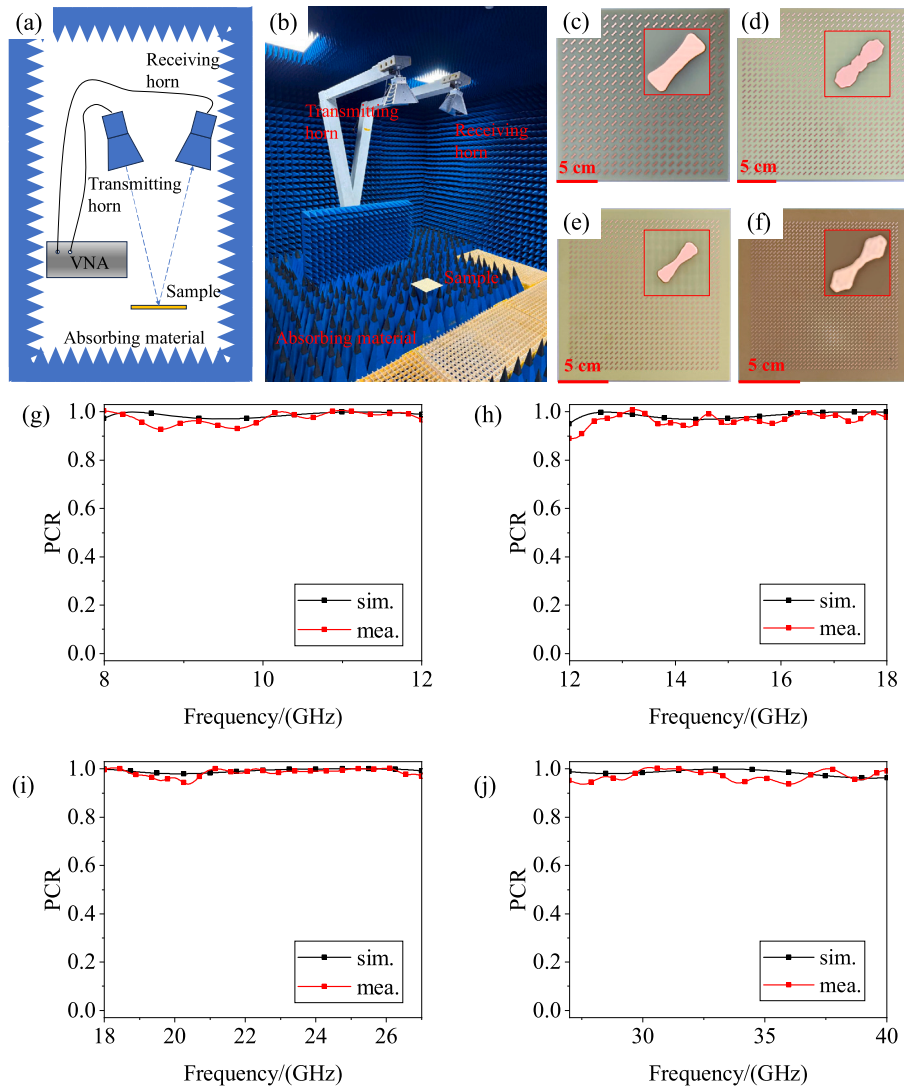 (a)
Receiving
horn
Transmitting
horn
VNA
Sample
Absorbing material
(b)
Transmitting
horn
Receiving
horn
Sample
Absorbing material
(c)
5 cm
(d)
5 cm
(e)
5 cm
(f)
5 cm
(g)
1.0
0.8
0.6
0.4
0.2
0.0
PCR
sim.
mea.
8
10
12
Frequency/(GHz)
(h)
1.0
0.8
0.6
0.4
0.2
0.0
PCR
sim.
mea.
12
14
16
18
Frequency/(GHz)
(i)
1.0
0.8
0.6
0.4
0.2
0.0
PCR
sim.
mea.
18
20
22
24
26
Frequency/(GHz)
(j)
1.0
0.8
0.6
0.4
0.2
0.0
PCR
sim.
mea.
30
35
40
Frequency/(GHz)